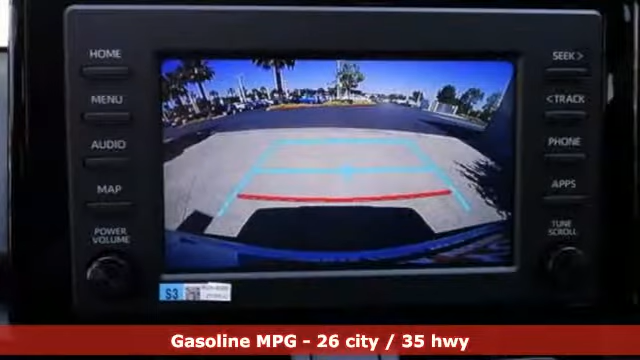 HOME
MENU
AUDIO
MAP
POWER
VOLUME
SEEK >
< TRACK
PHONE
APPS
TUNE
SCROLL
S3
Gasoline MPG - 26 city / 35 hwy